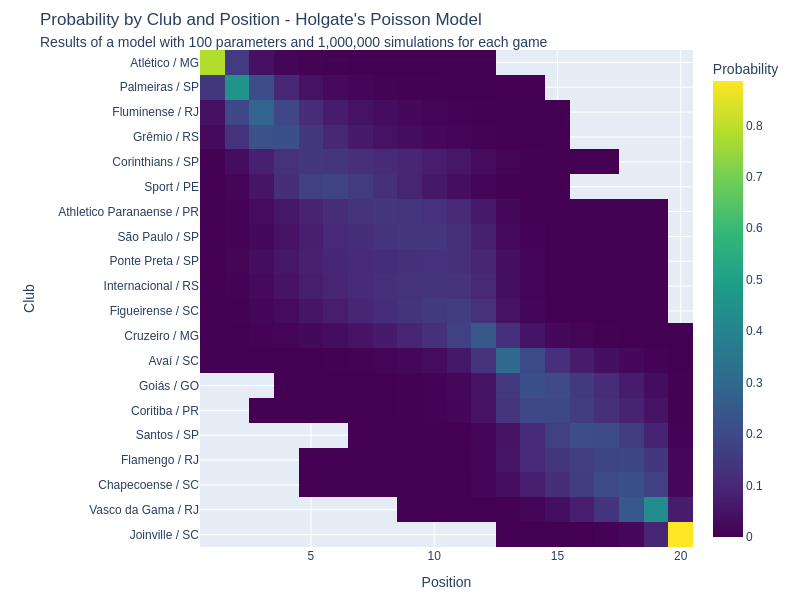 Probability by Club and Position - Holgate's Poisson Model
Results of a model with 100 parameters and 1,000,000 simulations for each game
Probability
Atlético / MG
Palmeiras / SP
Fluminense / RJ
Grêmio / RS
Corinthians / SP
Sport / PE
Athletico Paranaense / PR
São Paulo / SP
Ponte Preta / SP
Internacional / RS
Figueirense / SC
Cruzeiro / MG
Avaí / SC
Goiás / GO
Coritiba / PR
Santos / SP
Flamengo / RJ
Chapecoense / SC
Vasco da Gama / RJ
Joinville / SC
Club
5 10 15 20
Position
0.8
0.7
0.6
0.5
0.4
0.3
0.2
0.1
0